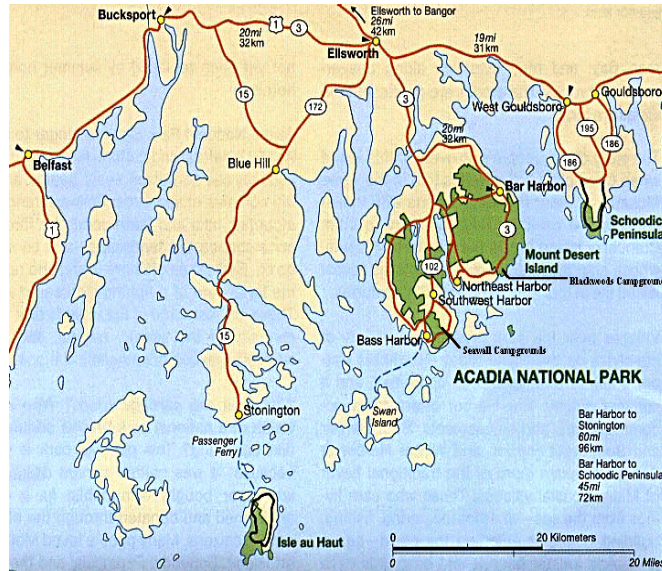 Ellsworth to Bangor
26mi
42km
Bucksport
20mi
32km
1
3
Ellsworth
19mi
31km
Gouldsboro
West Gouldsboro
15
172
3
195
186
186
20mi
32km
Belfast
Blue Hill
Bar Harbor
Schoodic
Peninsula
1
3
Mount Desert
Island
Blackwoods Campground
102
Northeast Harbor
Southwest Harbor
15
Bass Harbor
Seawall Campgrounds
ACADIA NATIONAL PARK
Stonington
Swan
Island
Passenger
Ferry
Bar Harbor to
Stonington
60mi
96km
Bar Harbor to
Schoodic Peninsula
45mi
72km
Isle au Haut
0
20 Kilometers
0
20 Miles